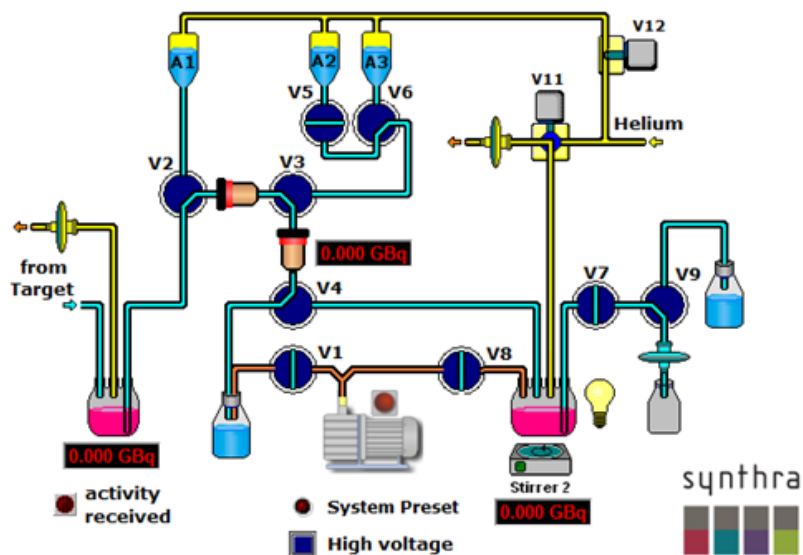 V12
A1
A2
A3
V11
V5
V6
Helium
V2
V3
from
Target
0.000 GBq
V7
V9
V4
V1
V8
0.000 GBq
activity
received
System Preset
High voltage
Stirrer 2
0.000 GBq
synthra